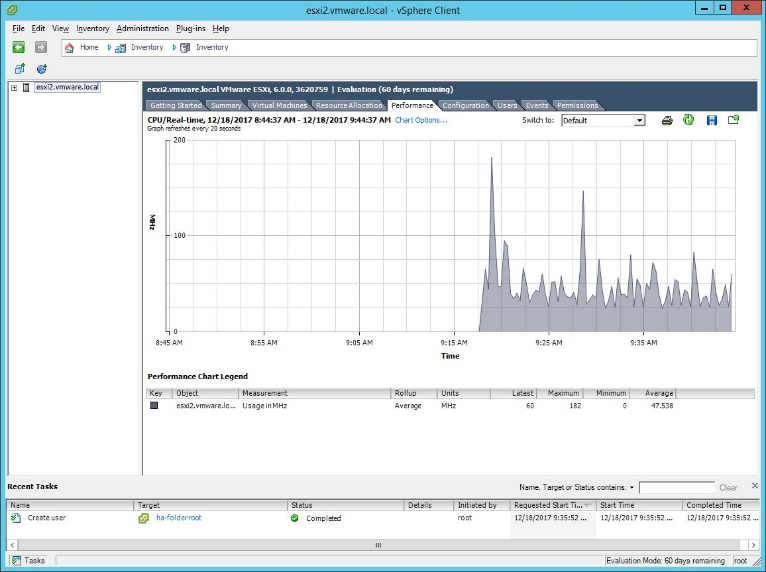 esxi2.vmware.local - vSphere Client
File Edit View Inventory Administration Plug-ins Help
Home Inventory Inventory
esxi2.vmware.local
esxi2.vmware.local VMware ESXi, 6.0.0, 3620759 | Evaluation (60 days remaining)
Getting Started Summary Virtual Machines Resource Allocation Performance Configuration Users Events Permissions
CPU/Real-time, 12/18/2017 8:44:37 AM - 12/18/2017 9:44:37 AM Chart Options... Switch to: Default
Graph refreshes every 20 seconds
200
MHz
100
0
8:45 AM 8:55 AM 9:05 AM 9:15 AM 9:25 AM 9:35 AM
Time
Performance Chart Legend
Key Object Measurement Rollup Units Latest Maximum Minimum Average
esxi2.vmware.lo... Usage in MHz Average MHz 60 182 0 47.538
Recent Tasks Name, Target or Status contains: Clear
Name Target Status Details Initiated by Requested Start Ti... Start Time Completed Time
Create user ha-folder-root Completed root 12/18/2017 9:35:52 ... 12/18/2017 9:35:52 ... 12/18/2017 9:35:52 ...
Tasks Evaluation Mode: 60 days remaining root